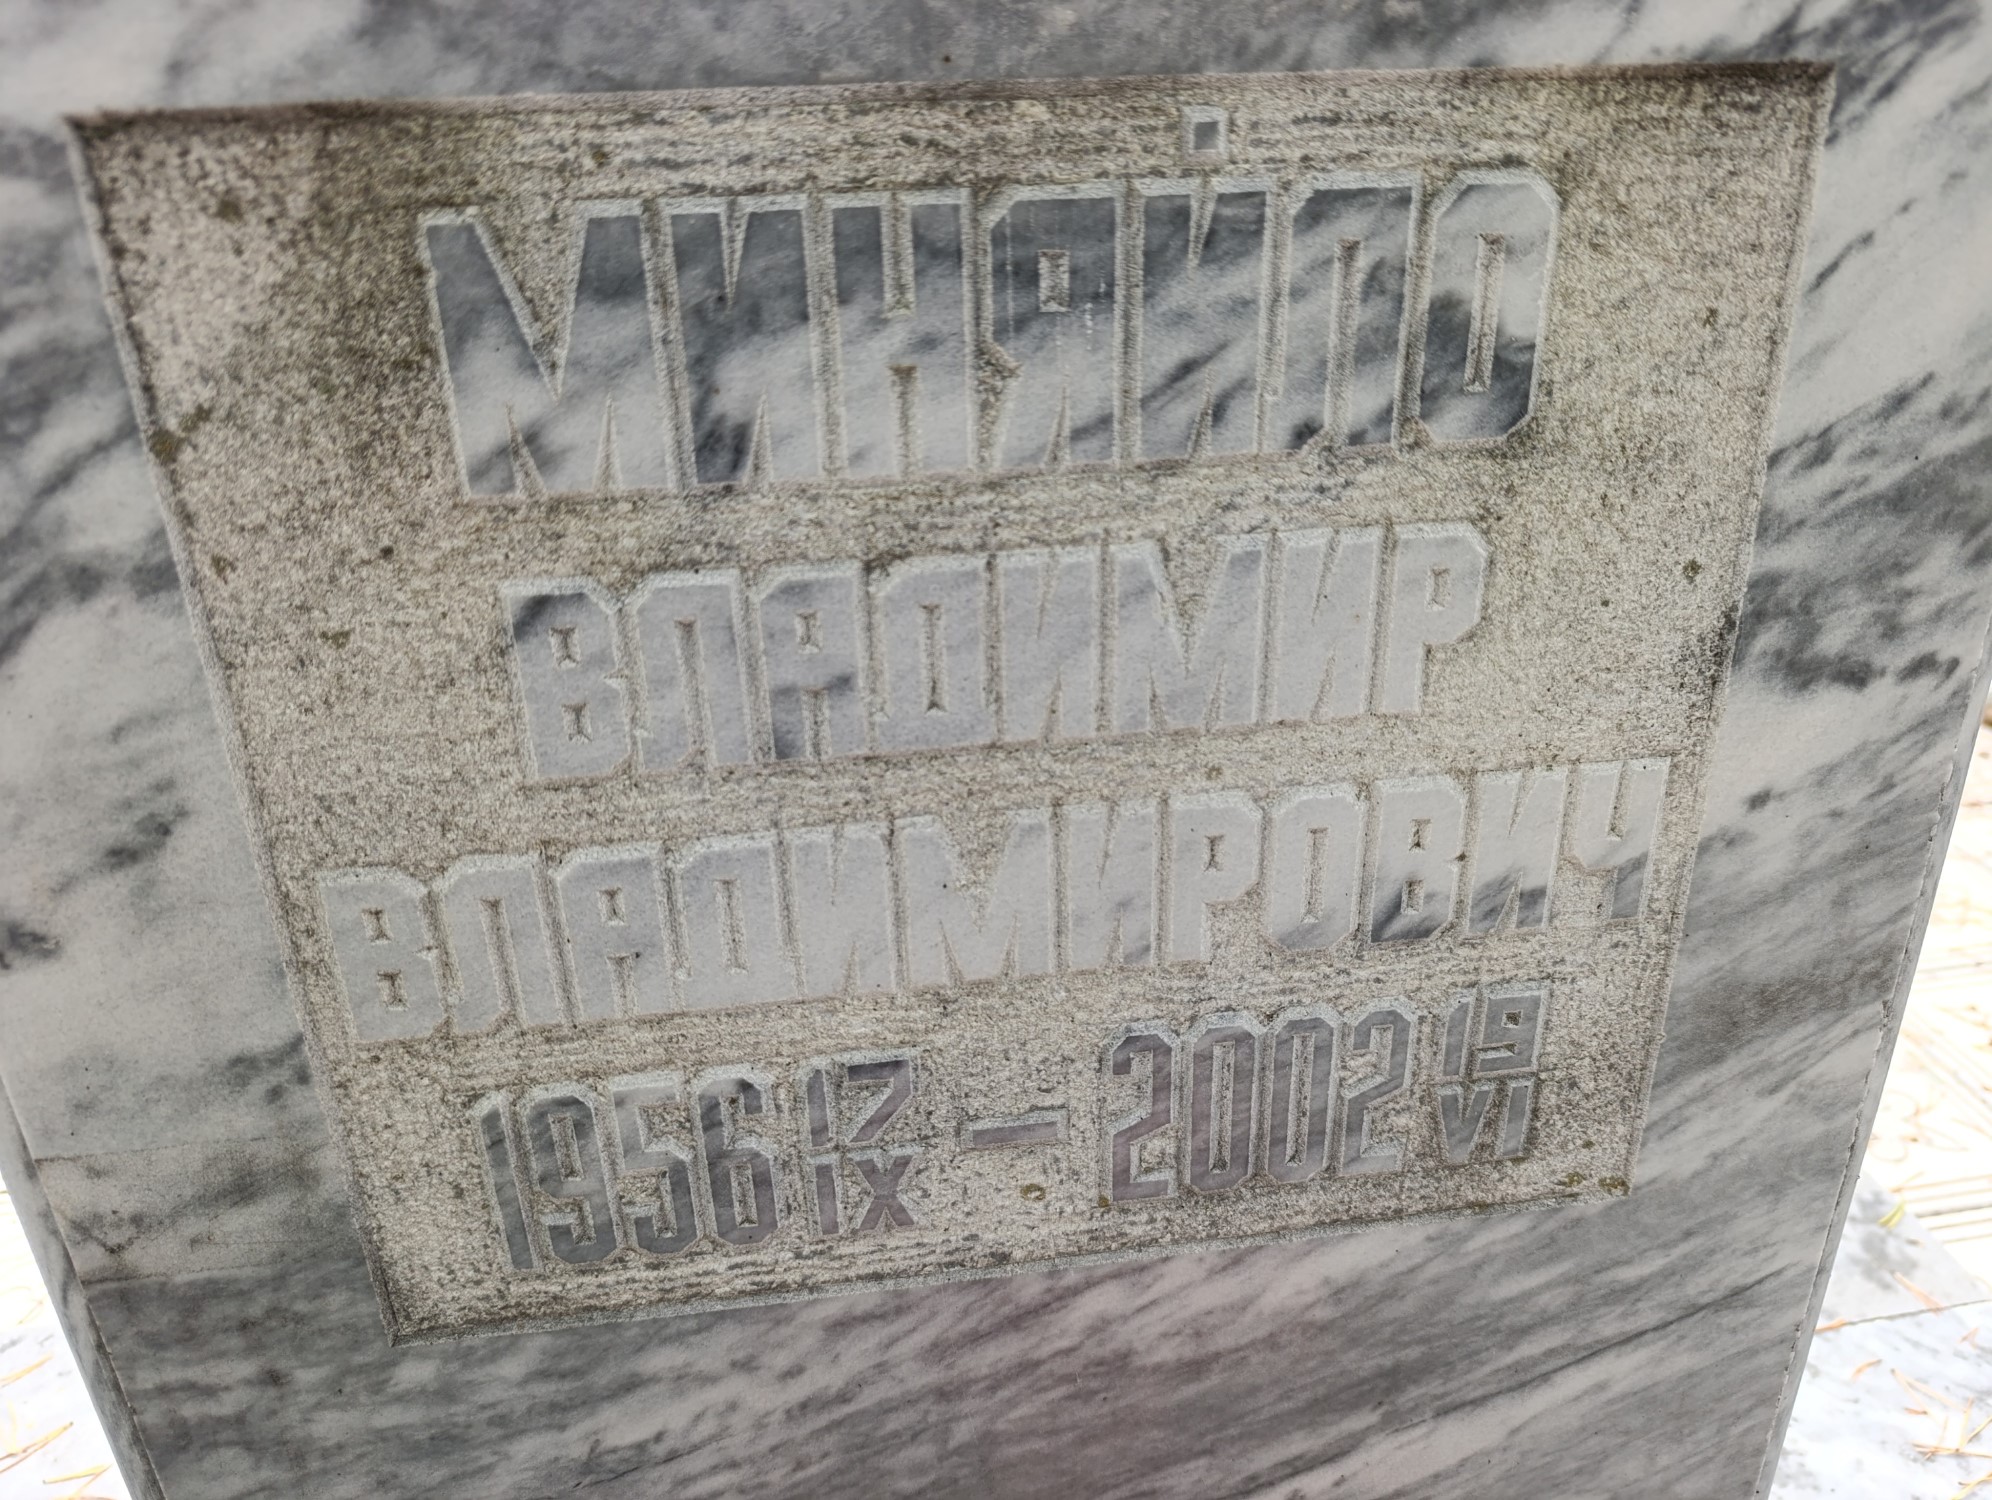 МИНЯЙЛО
ВЛАДИМИР
ВЛАДИМИРОВИЧ
1956 17/IX — 2002 19/VI